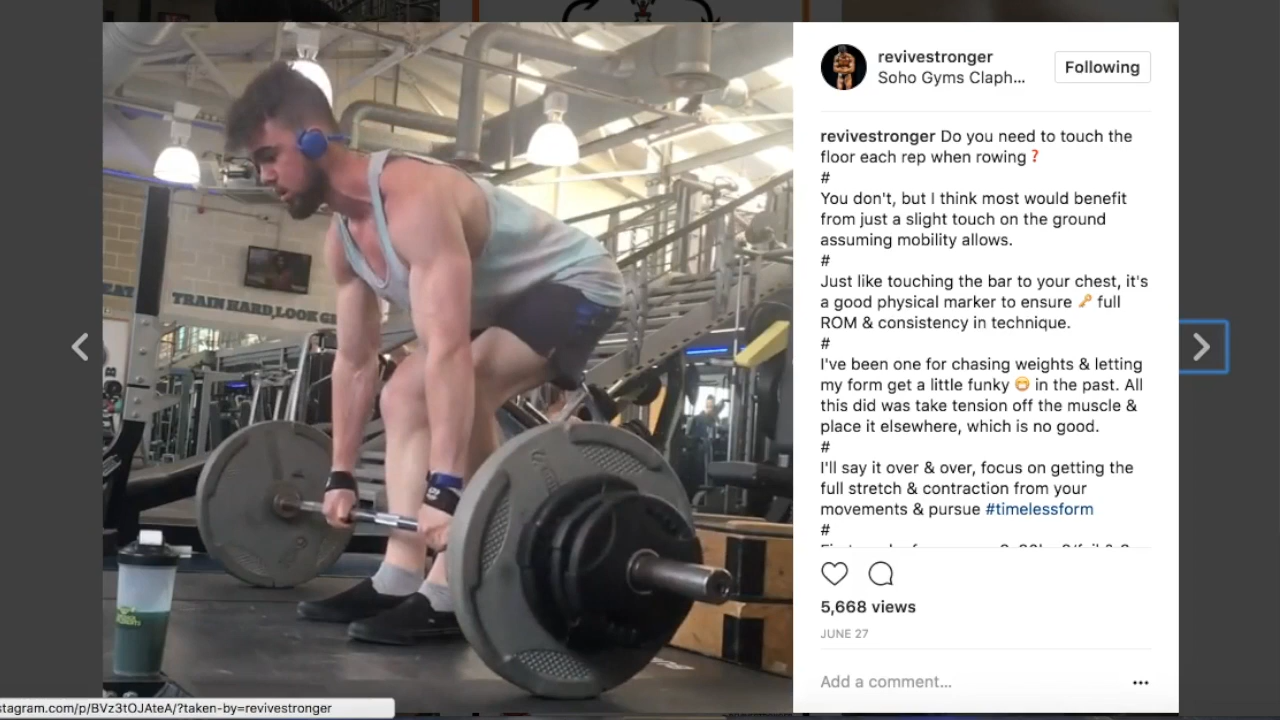 revivestronger
Soho Gyms Claph...
Following
revivestronger Do you need to touch the
floor each rep when rowing ❓
#
You don't, but I think most would benefit
from just a slight touch on the ground
assuming mobility allows.
#
Just like touching the bar to your chest, it's
a good physical marker to ensure 🔑 full
ROM & consistency in technique.
#
I've been one for chasing weights & letting
my form get a little funky 😁 in the past. All
this did was take tension off the muscle &
place it elsewhere, which is no good.
#
I'll say it over & over, focus on getting the
full stretch & contraction from your
movements & pursue #timelessform
#
5,668 views
JUNE 27
Add a comment...
EAT
TRAIN HARD, LOOK G
stagram.com/p/BVz3tOJAteA/?taken-by=revivestronger